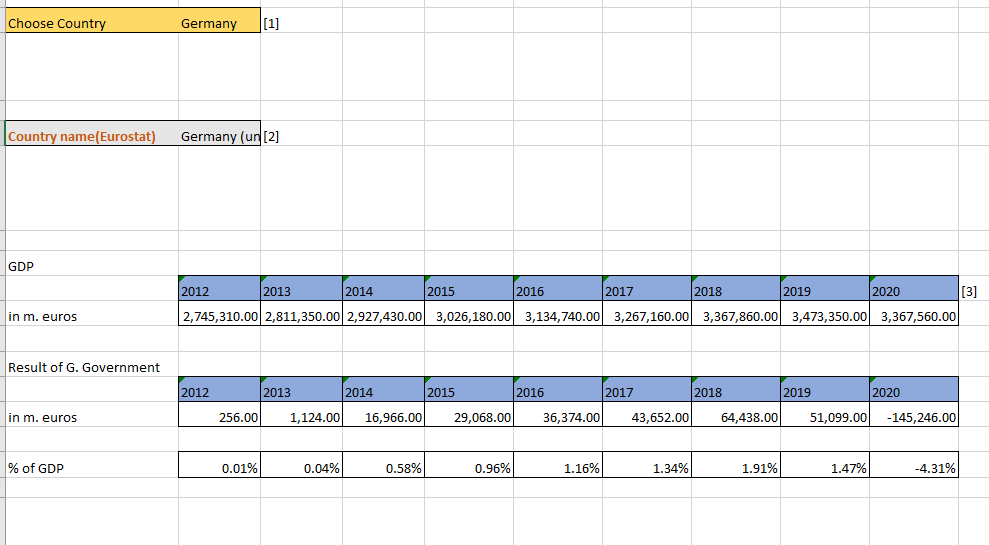 Choose Country Germany [1]
Country name(Eurostat) Germany (un [2]
GDP
2012 2013 2014 2015 2016 2017 2018 2019 2020 [3]
in m. euros 2,745,310.00 2,811,350.00 2,927,430.00 3,026,180.00 3,134,740.00 3,267,160.00 3,367,860.00 3,473,350.00 3,367,560.00
Result of G. Government
2012 2013 2014 2015 2016 2017 2018 2019 2020
in m. euros 256.00 1,124.00 16,966.00 29,068.00 36,374.00 43,652.00 64,438.00 51,099.00 -145,246.00
% of GDP 0.01% 0.04% 0.58% 0.96% 1.16% 1.34% 1.91% 1.47% -4.31%